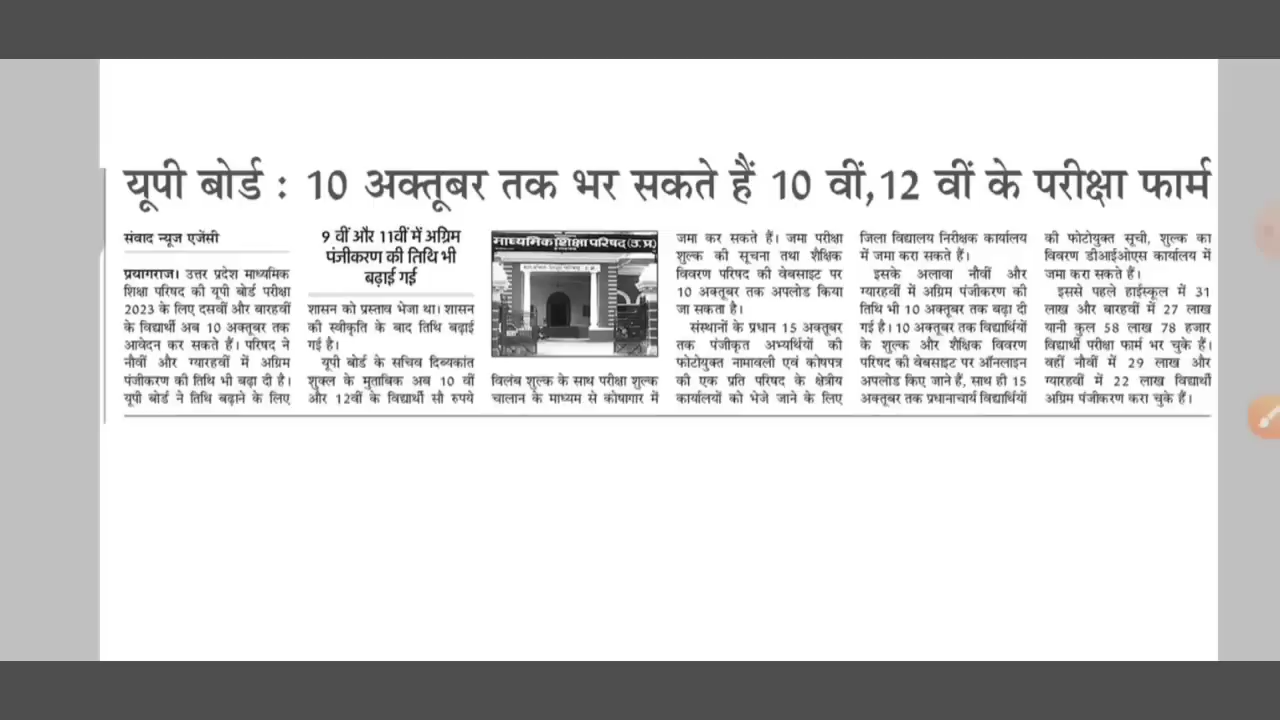 यूपी बोर्ड : 10 अक्तूबर तक भर सकते हैं 10 वीं,12 वीं के परीक्षा फार्म
संवाद न्यूज एजेंसी
प्रयागराज। उत्तर प्रदेश माध्यमिक
शिक्षा परिषद की यूपी बोर्ड परीक्षा
2023 के लिए दसवीं और बारहवीं
के विद्यार्थी अब 10 अक्तूबर तक
आवेदन कर सकते हैं। परिषद ने
नौवीं और ग्यारहवीं में अग्रिम
पंजीकरण की तिथि भी बढ़ा दी है।
यूपी बोर्ड ने तिथि बढ़ाने के लिए
9 वीं और 11वीं में अग्रिम
पंजीकरण की तिथि भी
बढ़ाई गई
शासन को प्रस्ताव भेजा था। शासन
की स्वीकृति के बाद तिथि बढ़ाई
गई है।
यूपी बोर्ड के सचिव दिब्यकांत
शुक्ल के मुताबिक अब 10 वीं
और 12वीं के विद्यार्थी सौ रुपये
माध्यमिक शिक्षा परिषद (उ.प्र.)
विलंब शुल्क के साथ परीक्षा शुल्क
चालान के माध्यम से कोषागार में
जमा कर सकते हैं। जमा परीक्षा
शुल्क की सूचना तथा शैक्षिक
विवरण परिषद की वेबसाइट पर
10 अक्तूबर तक अपलोड किया
जा सकता है।
संस्थानों के प्रधान 15 अक्तूबर
तक पंजीकृत अभ्यर्थियों की
फोटोयुक्त नामावली एवं कोषपत्र
की एक प्रति परिषद के क्षेत्रीय
कार्यालयों को भेजे जाने के लिए
जिला विद्यालय निरीक्षक कार्यालय
में जमा करा सकते हैं।
इसके अलावा नौवीं और
ग्यारहवीं में अग्रिम पंजीकरण की
तिथि भी 10 अक्तूबर तक बढ़ा दी
गई है। 10 अक्तूबर तक विद्यार्थियों
के शुल्क और शैक्षिक विवरण
परिषद की वेबसाइट पर ऑनलाइन
अपलोड किए जाने हैं, साथ ही 15
अक्तूबर तक प्रधानाचार्य विद्यार्थियों
की फोटोयुक्त सूची, शुल्क का
विवरण डीआईओएस कार्यालय में
जमा करा सकते हैं।
इससे पहले हाईस्कूल में 31
लाख और बारहवीं में 27 लाख
यानी कुल 58 लाख 78 हजार
विद्यार्थी परीक्षा फार्म भर चुके हैं।
वहीं नौवीं में 29 लाख और
ग्यारहवीं में 22 लाख विद्यार्थी
अग्रिम पंजीकरण करा चुके हैं।